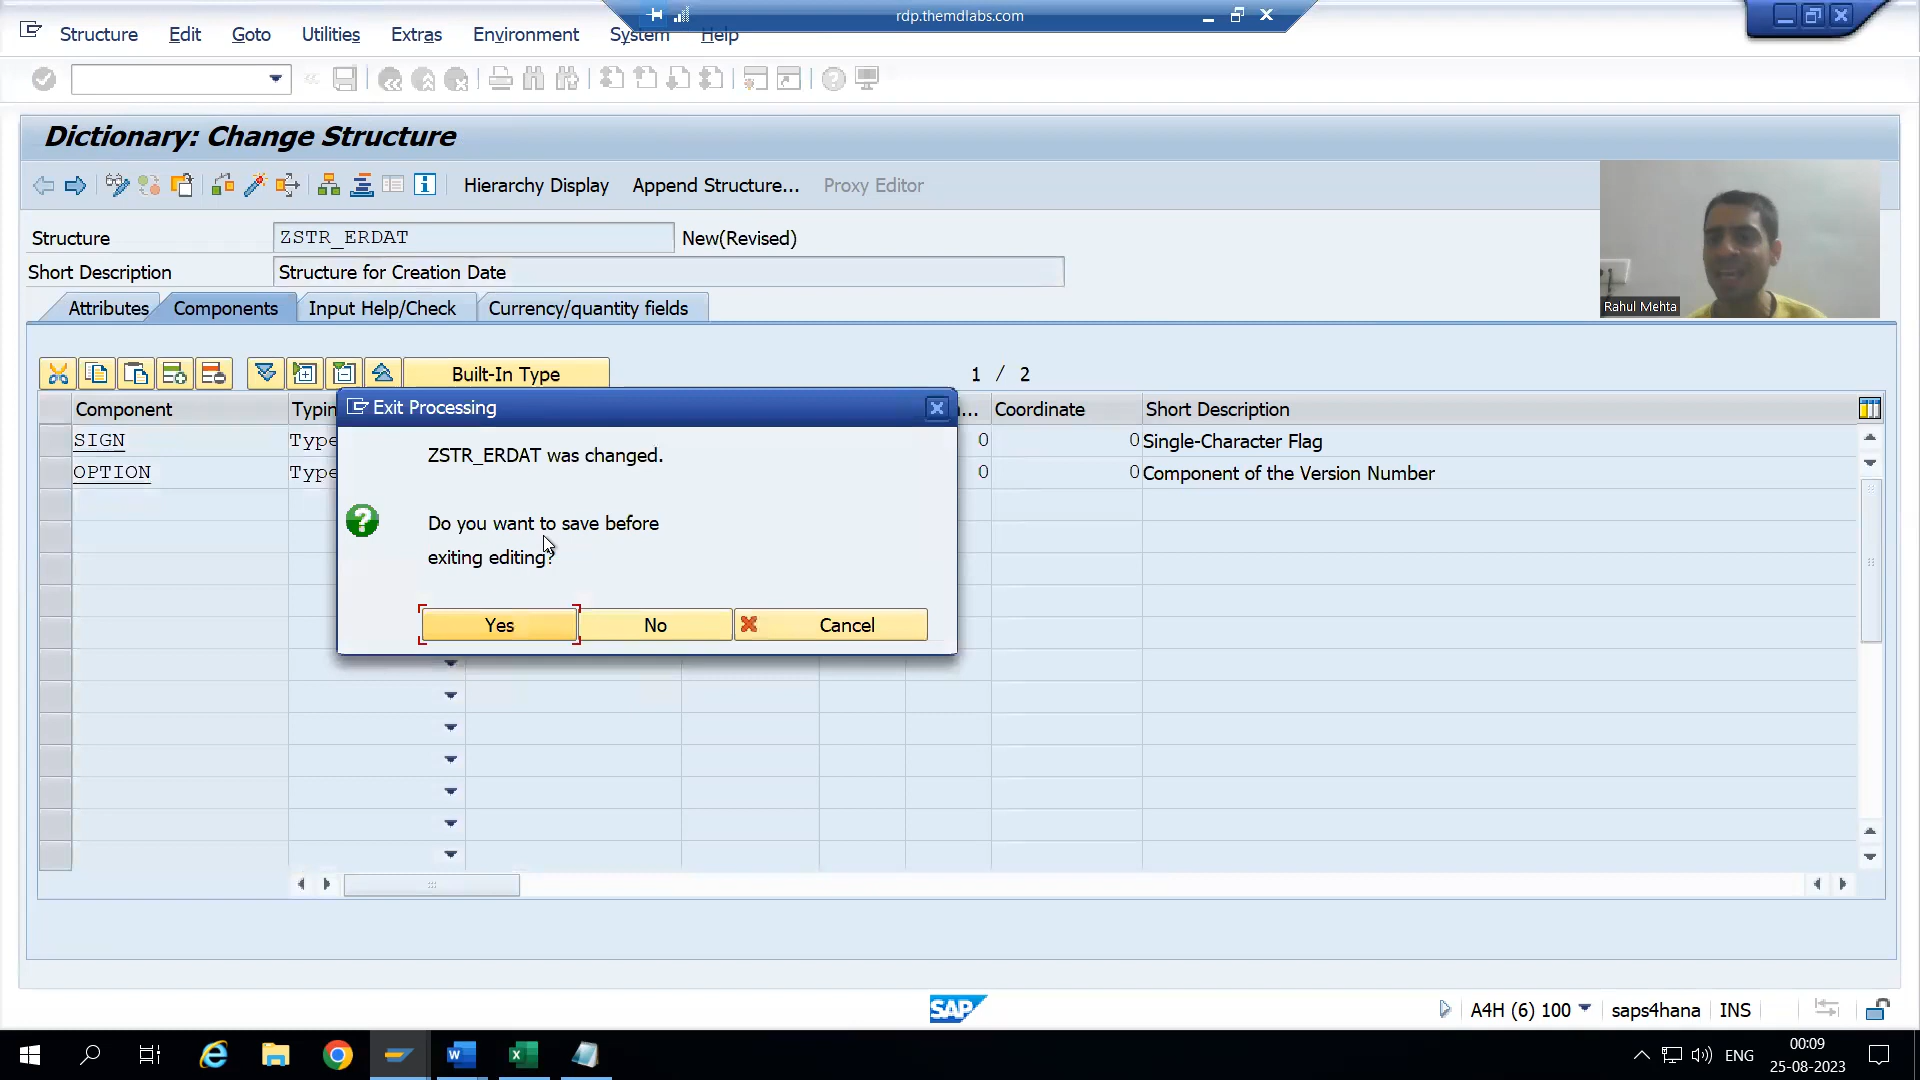 rdp.themdlabs.com
Structure Edit Goto Utilities Extras Environment System Help
Dictionary: Change Structure
Hierarchy Display Append Structure... Proxy Editor
Structure ZSTR_ERDAT New(Revised)
Short Description Structure for Creation Date
Rahul Mehta
Attributes Components Input Help/Check Currency/quantity fields
Built-In Type 1 / 2
Component Typin ... Coordinate Short Description
SIGN Type 0 0 Single-Character Flag
OPTION Type 0 0 Component of the Version Number
Exit Processing
ZSTR_ERDAT was changed.
Do you want to save before
exiting editing?
Yes No Cancel
SAP
A4H (6) 100 saps4hana INS
ENG
00:09
25-08-2023